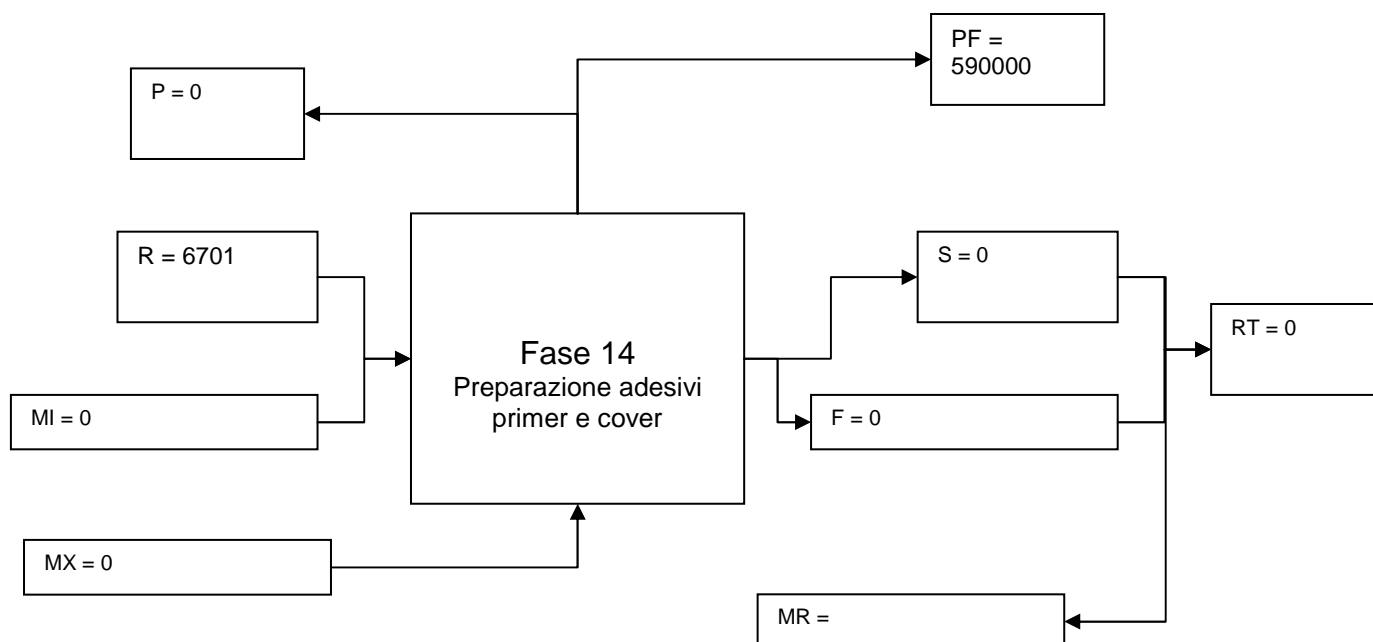 PF =
590000
P = 0
R = 6701
S = 0
RT = 0
Fase 14
Preparazione adesivi
primer e cover
MI = 0
F = 0
MX = 0
MR =